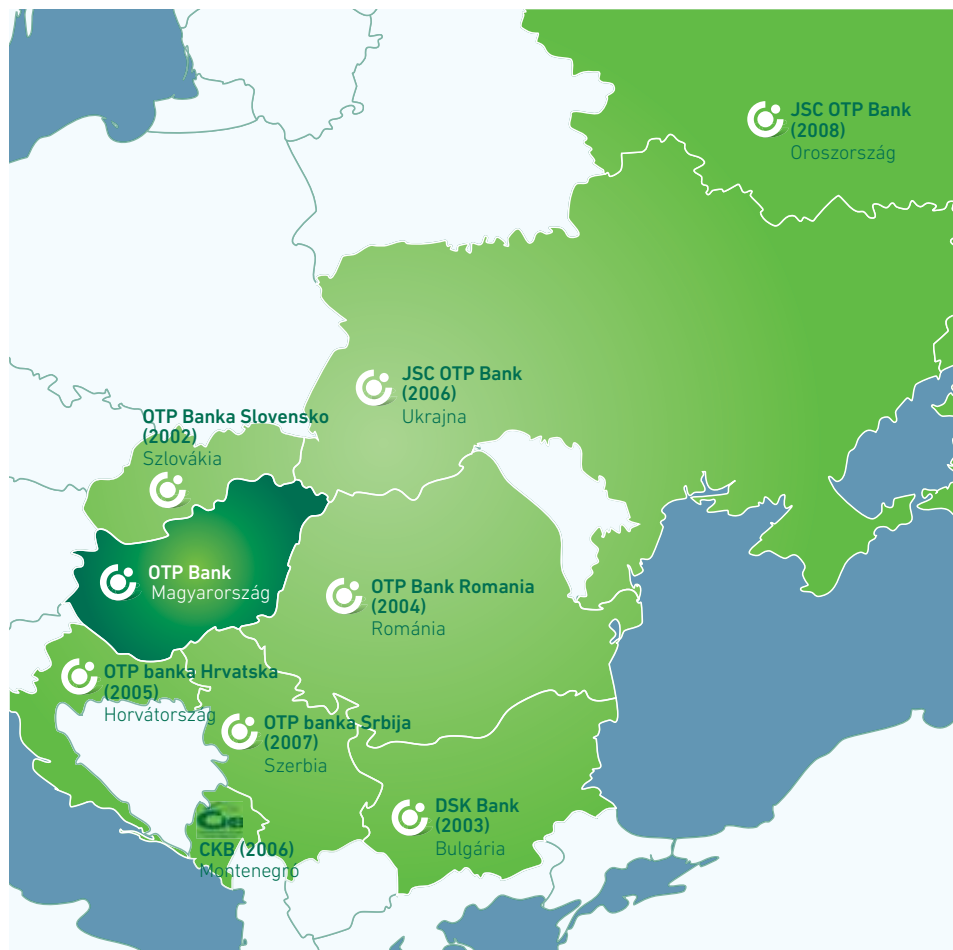 JSC OTP Bank
(2008)
Oroszország
JSC OTP Bank
(2006)
Ukrajna
OTP Banka Slovensko
(2002)
Szlovákia
OTP Bank
Magyarország
OTP Bank Romania
(2004)
Románia
OTP banka Hrvatska
(2005)
Horvátország
OTP banka Srbija
(2007)
Szerbia
DSK Bank
(2003)
Bulgária
CKB (2006)
Montenegró